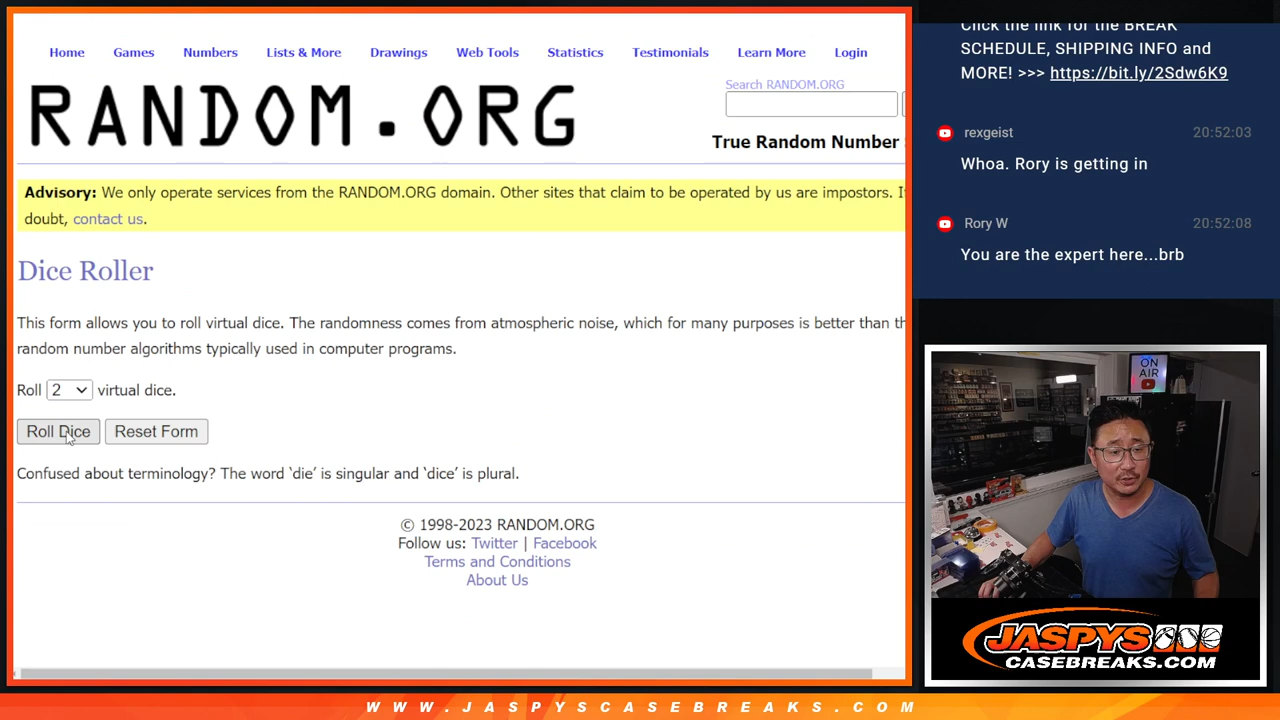 Home Games Numbers Lists & More Drawings Web Tools Statistics Testimonials Learn More Login
RANDOM.ORG
Search RANDOM.ORG
True Random Number
Advisory: We only operate services from the RANDOM.ORG domain. Other sites that claim to be operated by us are impostors. I
doubt, contact us.
Dice Roller
This form allows you to roll virtual dice. The randomness comes from atmospheric noise, which for many purposes is better than th
random number algorithms typically used in computer programs.
Roll 2 virtual dice.
Roll Dice Reset Form
Confused about terminology? The word ‘die’ is singular and ‘dice’ is plural.
© 1998-2023 RANDOM.ORG
Follow us: Twitter | Facebook
Terms and Conditions
About Us
Click the link for the BREAK
SCHEDULE, SHIPPING INFO and
MORE! >>> https://bit.ly/2Sdw6K9
rexgeist 20:52:03
Whoa. Rory is getting in
Rory W 20:52:08
You are the expert here...brb
ON
AIR
JASPYS
CASEBREAKS.COM
WWW.JASPYSCASEBREAKS.COM